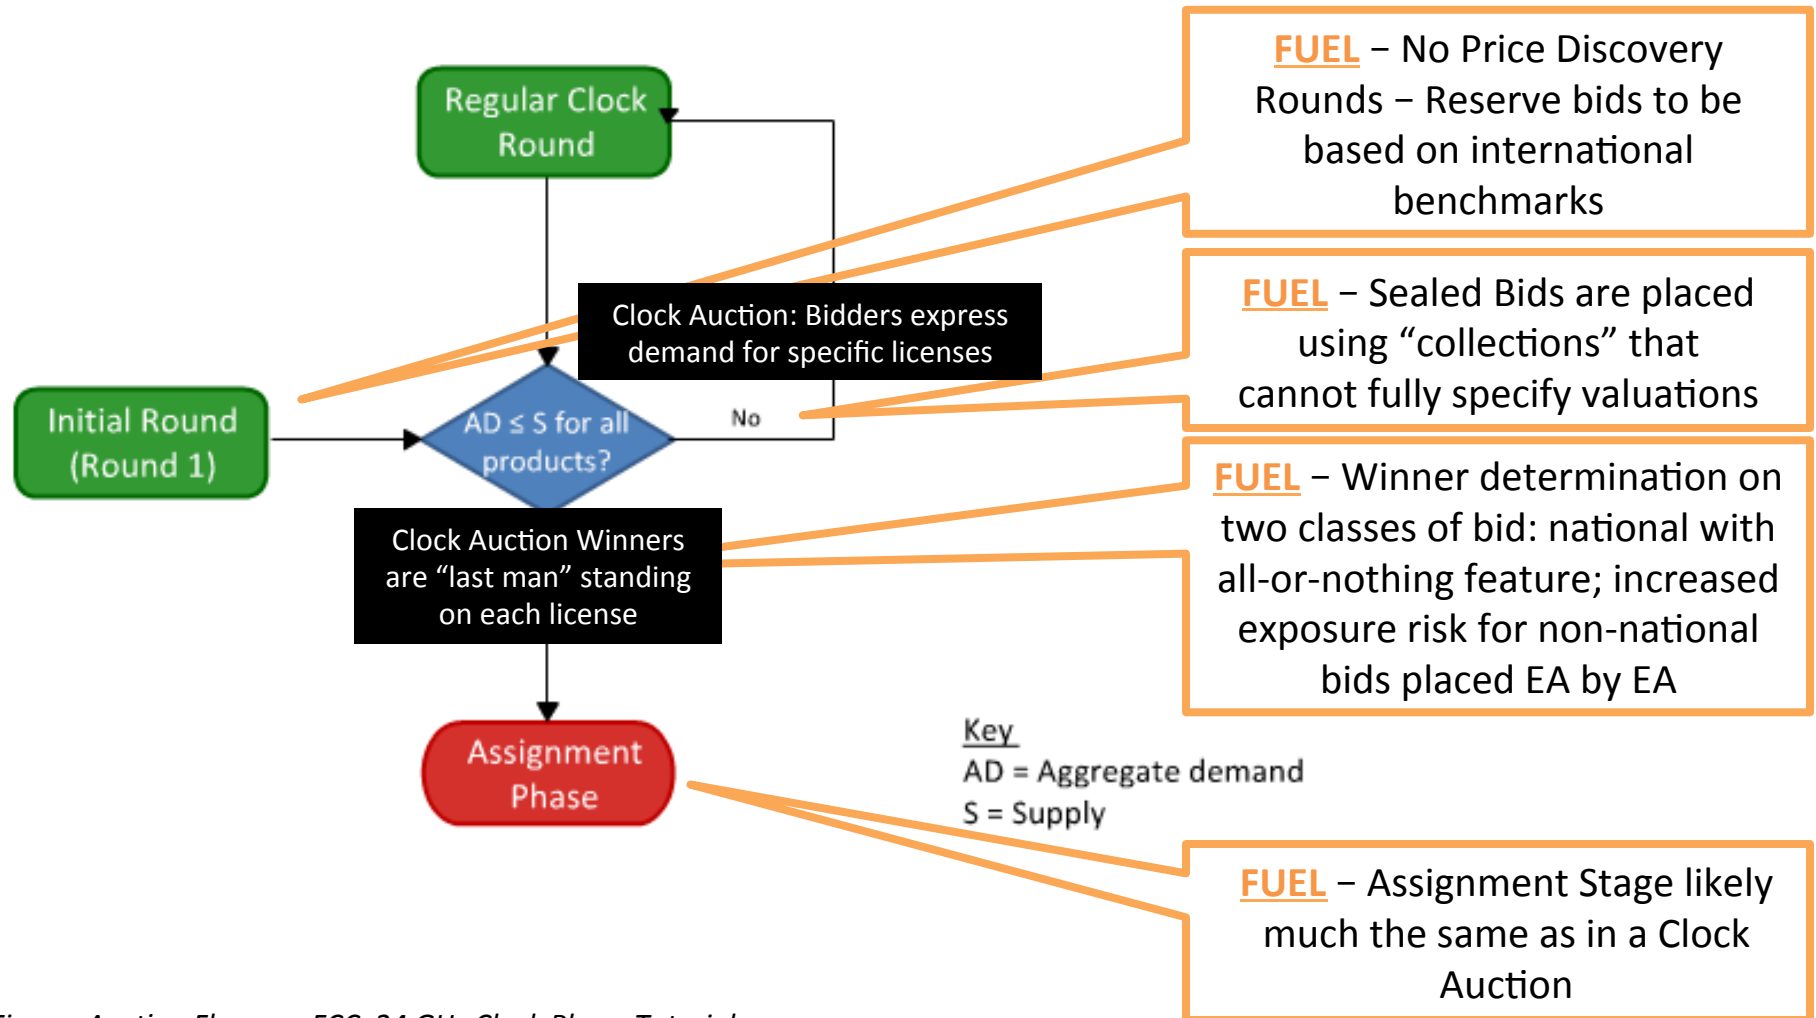 Regular Clock
Round
FUEL – No Price Discovery
Rounds – Reserve bids to be
based on international
benchmarks
Clock Auction: Bidders express
demand for specific licenses
FUEL – Sealed Bids are placed
using “collections” that
cannot fully specify valuations
Initial Round
(Round 1)
AD ≤ S for all
products?
No
Clock Auction Winners
are “last man” standing
on each license
FUEL – Winner determination on
two classes of bid: national with
all-or-nothing feature; increased
exposure risk for non-national
bids placed EA by EA
Assignment
Phase
Key
AD = Aggregate demand
S = Supply
FUEL – Assignment Stage likely
much the same as in a Clock
Auction